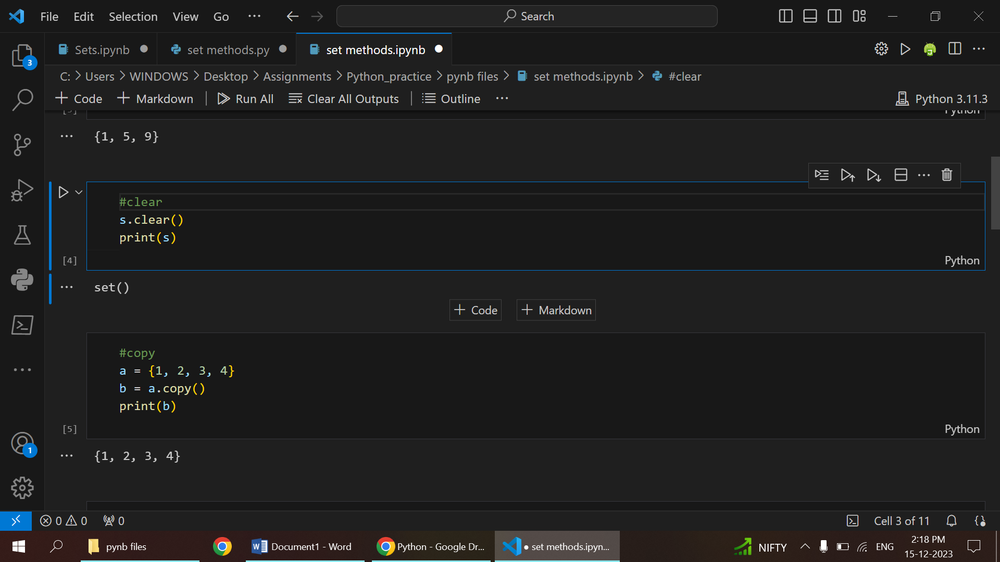 File Edit Selection View Go ··· Search
3
Sets.ipynb set methods.py set methods.ipynb
C: > Users > WINDOWS > Desktop > Assignments > Python_practice > pynb files > set methods.ipynb > #clear
+ Code + Markdown | Run All Clear All Outputs | Outline ··· Python 3.11.3
[3] Python
··· {1, 5, 9}
#clear
s.clear()
print(s)
[4] Python
··· set()
+ Code + Markdown
#copy
a = {1, 2, 3, 4}
b = a.copy()
print(b)
[5] Python
1
··· {1, 2, 3, 4}
0 0 0 Cell 3 of 11
pynb files Document1 - Word Python - Google Dr... ● set methods.ipyn... NIFTY ENG 2:18 PM
15-12-2023